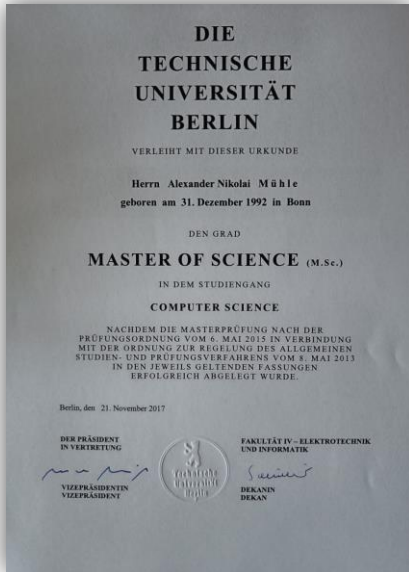 DIE
TECHNISCHE
UNIVERSITÄT
BERLIN
VERLEIHT MIT DIESER URKUNDE
Herrn Alexander Nikolai Mühle
geboren am 31. Dezember 1992 in Bonn
DEN GRAD
MASTER OF SCIENCE (M.Sc.)
IN DEM STUDIENGANG
COMPUTER SCIENCE
NACHDEM DIE MASTERPRÜFUNG NACH DER
PRÜFUNGSORDNUNG VOM 6. MAI 2015 IN VERBINDUNG
MIT DER ORDNUNG ZUR REGELUNG DES ALLGEMEINEN
STUDIEN- UND PRÜFUNGSVERFAHRENS VOM 8. MAI 2013
IN DEN JEWEILS GELTENDEN FASSUNGEN
ERFOLGREICH ABGELEGT WURDE.
Berlin, den 21. November 2017
DER PRÄSIDENT
IN VERTRETUNG
VIZEPRÄSIDENTIN
VIZEPRÄSIDENT
Technische
Universität
Berlin
FAKULTÄT IV – ELEKTROTECHNIK
UND INFORMATIK
DEKANIN
DEKAN